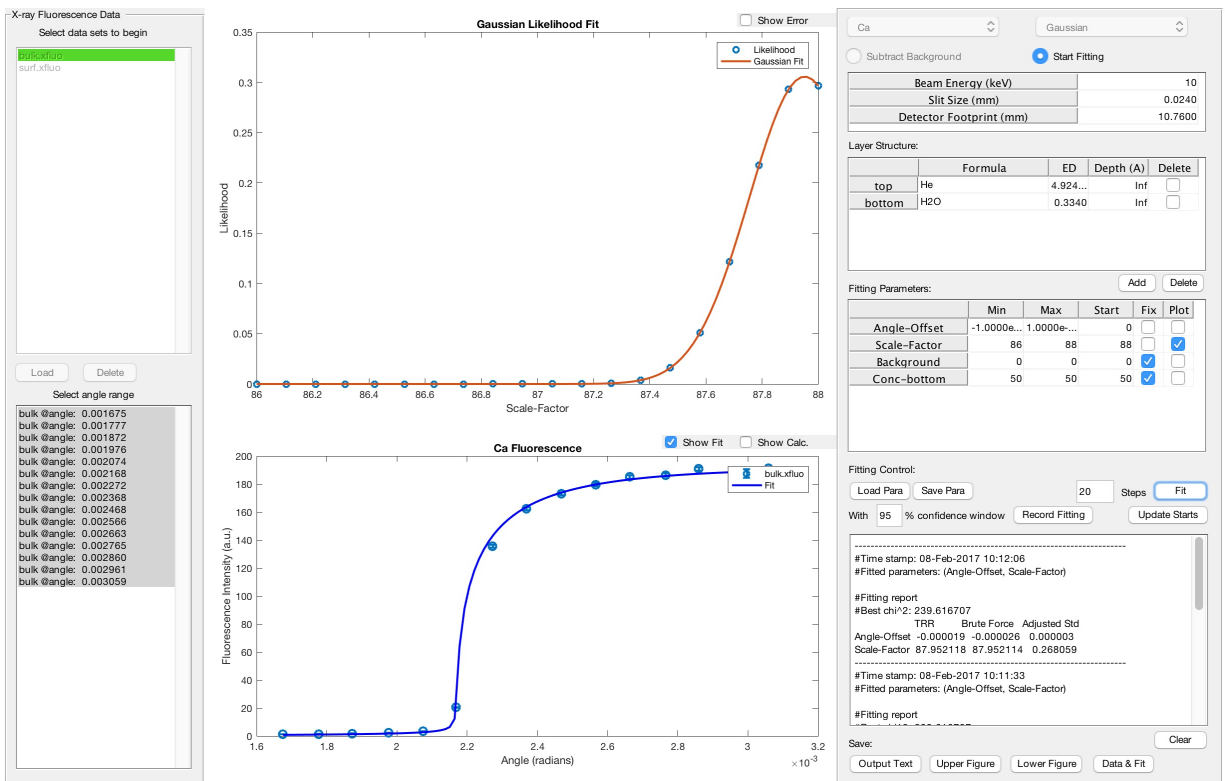 X-ray Fluorescence Data
Select data sets to begin
bulk.xfluo
surf.xfluo
Load Delete
Select angle range
bulk @angle: 0.001675
bulk @angle: 0.001777
bulk @angle: 0.001872
bulk @angle: 0.001976
bulk @angle: 0.002074
bulk @angle: 0.002168
bulk @angle: 0.002272
bulk @angle: 0.002368
bulk @angle: 0.002468
bulk @angle: 0.002566
bulk @angle: 0.002663
bulk @angle: 0.002765
bulk @angle: 0.002860
bulk @angle: 0.002961
bulk @angle: 0.003059
Show Error
Gaussian Likelihood Fit
Likelihood
Gaussian Fit
0.35
0.3
0.25
0.2
0.15
0.1
0.05
0
Likelihood
86 86.2 86.4 86.6 86.8 87 87.2 87.4 87.6 87.8 88
Scale-Factor
Show Fit Show Calc.
Ca Fluorescence
bulk.xfluo
Fit
200
180
160
140
120
100
80
60
40
20
0
Fluorescence Intensity (a.u.)
1.6 1.8 2 2.2 2.4 2.6 2.8 3 3.2
Angle (radians)
×10^-3
Ca Gaussian
Subtract Background Start Fitting
Beam Energy (keV) 10
Slit Size (mm) 0.0240
Detector Footprint (mm) 10.7600
Layer Structure:
Formula ED Depth (A) Delete
top He 4.924... Inf
bottom H2O 0.3340 Inf
Add Delete
Fitting Parameters:
Min Max Start Fix Plot
Angle-Offset -1.0000e... 1.0000e-... 0
Scale-Factor 86 88 88
Background 0 0 0
Conc-bottom 50 50 50
Fitting Control:
Load Para Save Para 20 Steps Fit
With 95 % confidence window Record Fitting Update Starts
--------------------------------------------------------------------
#Time stamp: 08-Feb-2017 10:12:06
#Fitted parameters: (Angle-Offset, Scale-Factor)
#Fitting report
#Best chi^2: 239.616707
TRR Brute Force Adjusted Std
Angle-Offset -0.000019 -0.000026 0.000003
Scale-Factor 87.952118 87.952114 0.268059
--------------------------------------------------------------------
#Time stamp: 08-Feb-2017 10:11:33
#Fitted parameters: (Angle-Offset, Scale-Factor)
#Fitting report
Clear
Save:
Output Text Upper Figure Lower Figure Data & Fit